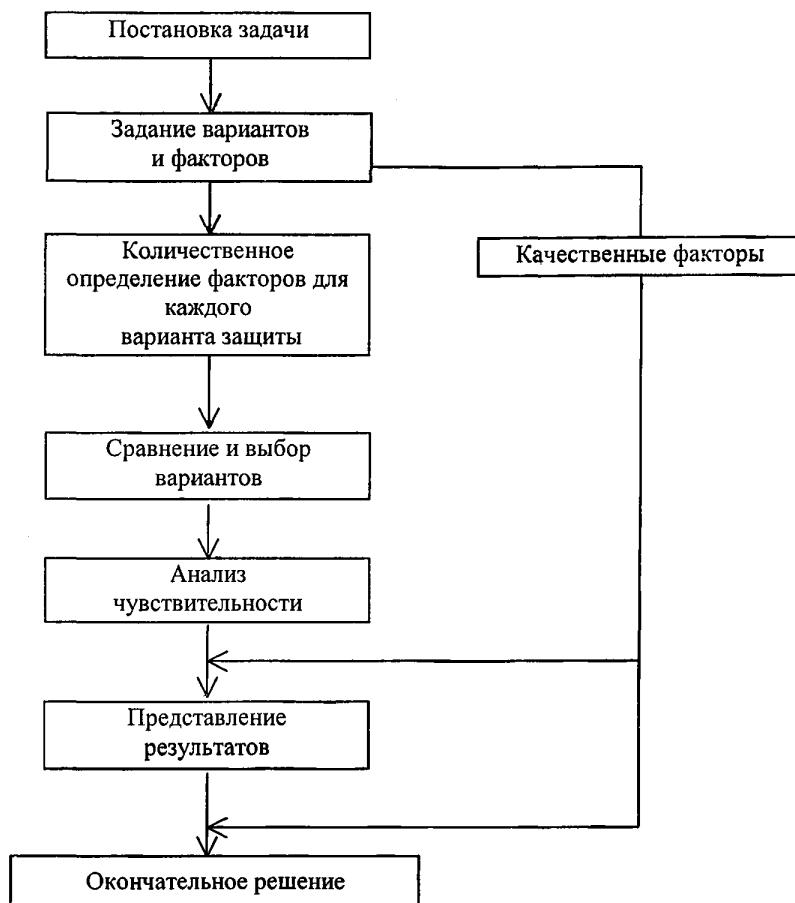 Постановка задачи
Задание вариантов
и факторов
Количественное
определение факторов для
каждого
варианта защиты
Качественные факторы
Сравнение и выбор
вариантов
Анализ
чувствительности
Представление
результатов
Окончательное решение